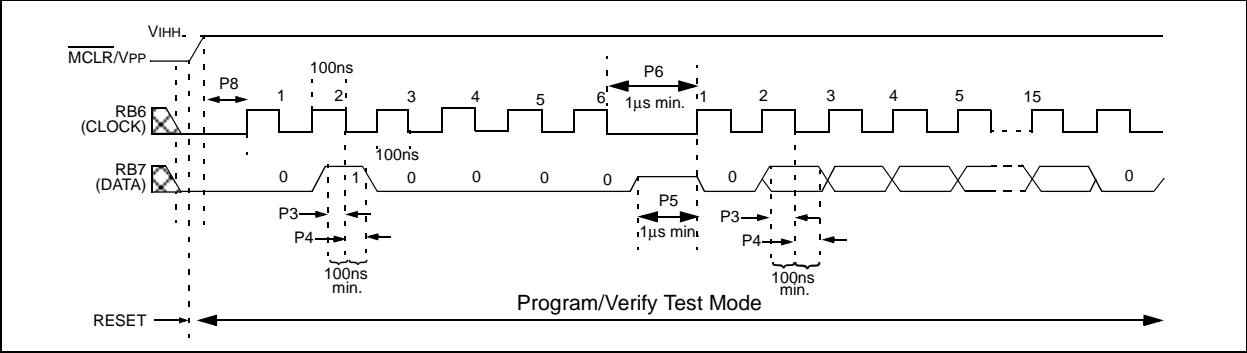 VIHH
MCLR/VPP
100ns
P8
P6
1µs min.
1 2 3 4 5 6 1 2 3 4 5 15
RB6
(CLOCK)
100ns
RB7
(DATA)
0 1 0 0 0 0 0 0
P5
1µs min.
P3
P4
100ns
min.
P3
P4
100ns
min.
Program/Verify Test Mode
RESET